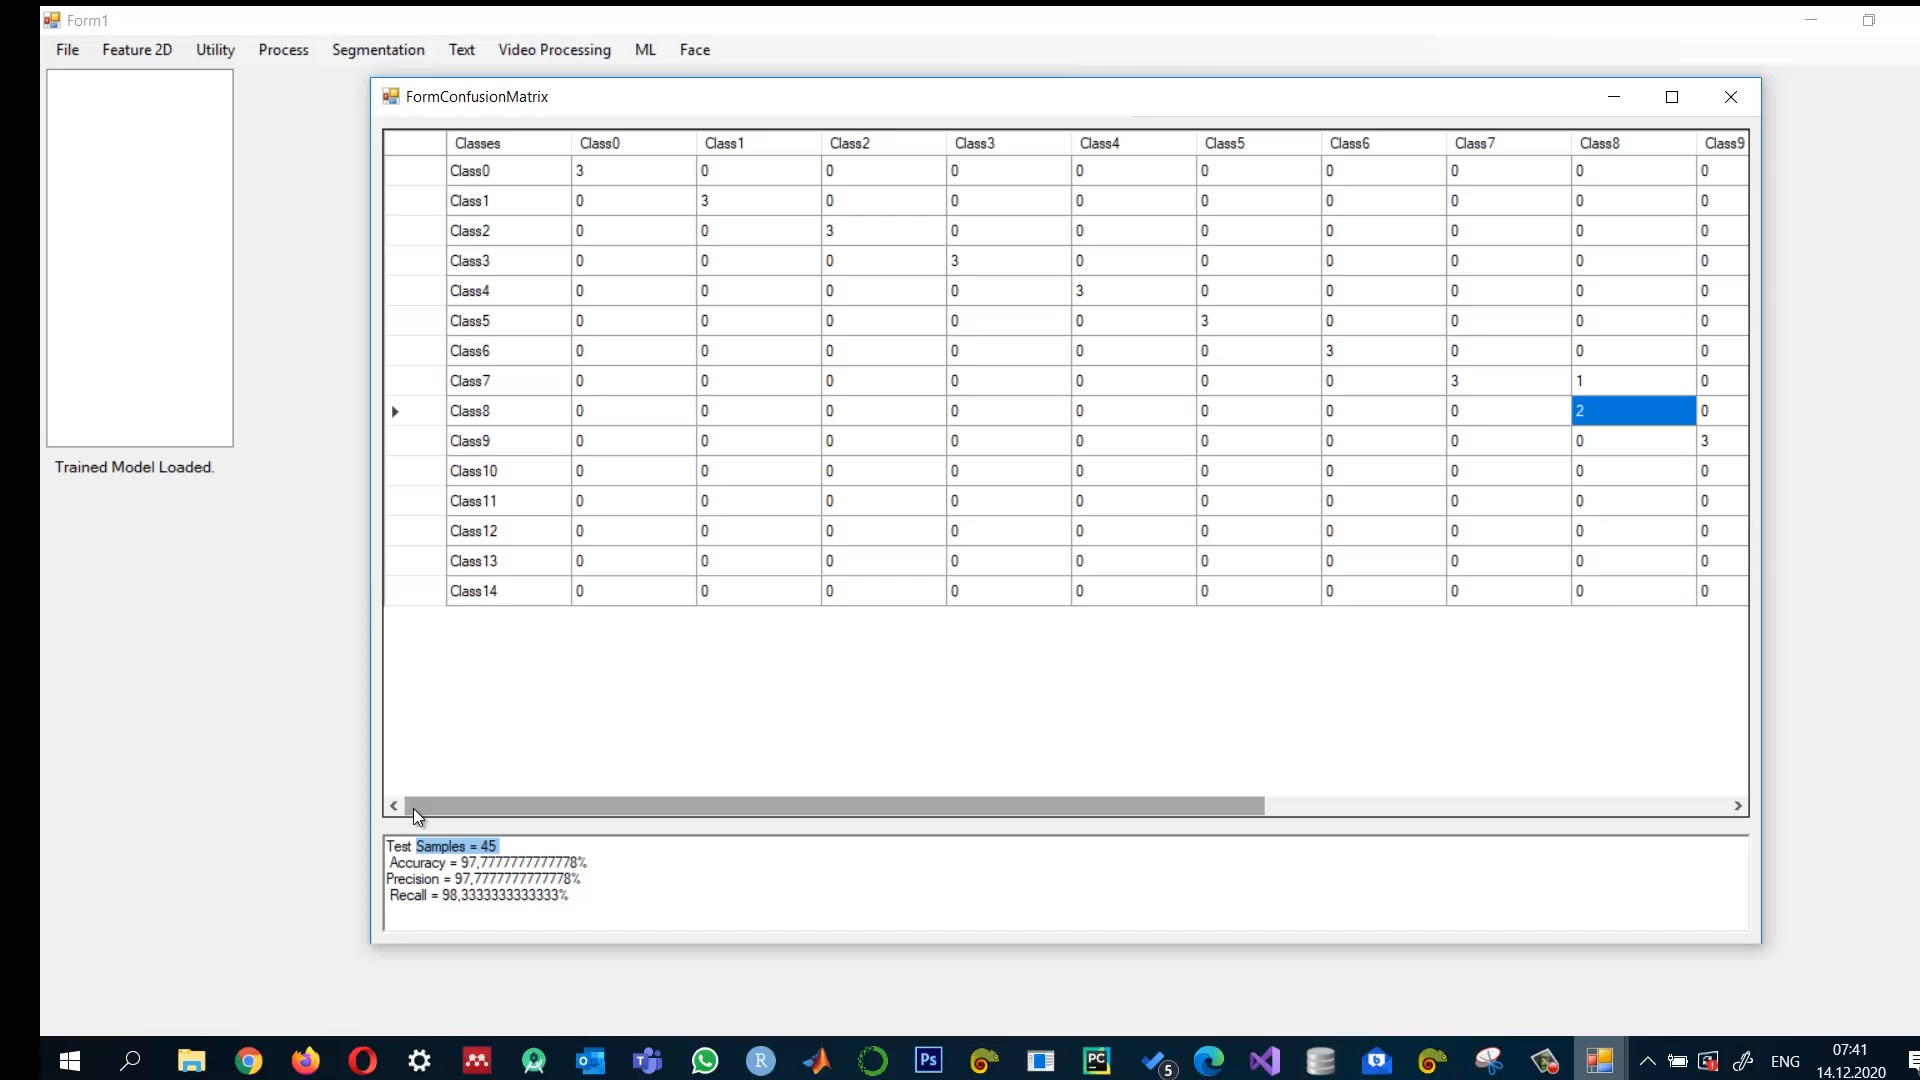 Form1
File Feature 2D Utility Process Segmentation Text Video Processing ML Face
FormConfusionMatrix
Classes Class0 Class1 Class2 Class3 Class4 Class5 Class6 Class7 Class8 Class9
Class0 3 0 0 0 0 0 0 0 0 0
Class1 0 3 0 0 0 0 0 0 0 0
Class2 0 0 3 0 0 0 0 0 0 0
Class3 0 0 0 3 0 0 0 0 0 0
Class4 0 0 0 0 3 0 0 0 0 0
Class5 0 0 0 0 0 3 0 0 0 0
Class6 0 0 0 0 0 0 3 0 0 0
Class7 0 0 0 0 0 0 0 3 1 0
Class8 0 0 0 0 0 0 0 0 2 0
Class9 0 0 0 0 0 0 0 0 0 3
Class10 0 0 0 0 0 0 0 0 0 0
Class11 0 0 0 0 0 0 0 0 0 0
Class12 0 0 0 0 0 0 0 0 0 0
Class13 0 0 0 0 0 0 0 0 0 0
Class14 0 0 0 0 0 0 0 0 0 0
Trained Model Loaded.
Test Samples = 45
Accuracy = 97,7777777777778%
Precision = 97,7777777777778%
Recall = 98,3333333333333%
Ps PC 5 ENG 07:41
14.12.2020